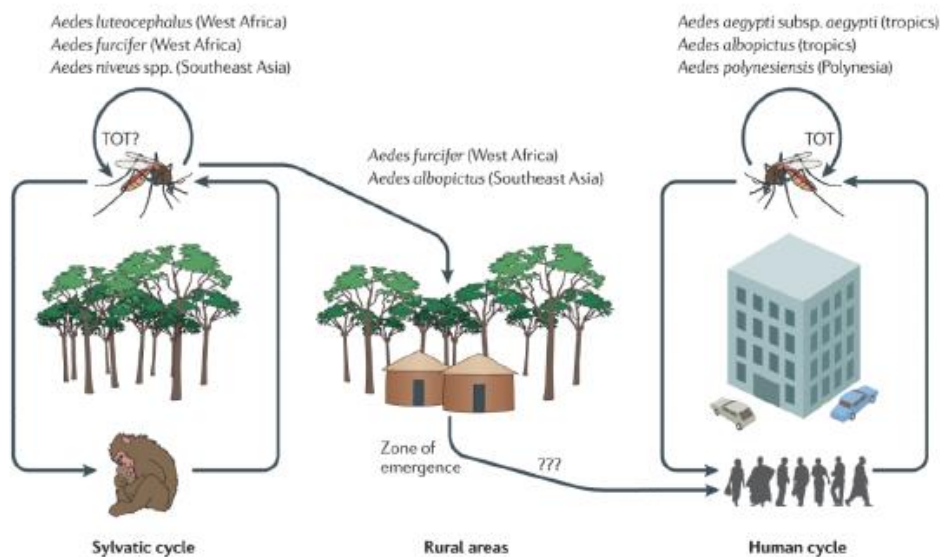 Aedes luteocephalus (West Africa)
Aedes furcifer (West Africa)
Aedes niveus spp. (Southeast Asia)
Aedes aegypti subsp. aegypti (tropics)
Aedes albopictus (tropics)
Aedes polynesiensis (Polynesia)
TOT?
TOT
Aedes furcifer (West Africa)
Aedes albopictus (Southeast Asia)
Zone of
emergence
???
Sylvatic cycle
Rural areas
Human cycle